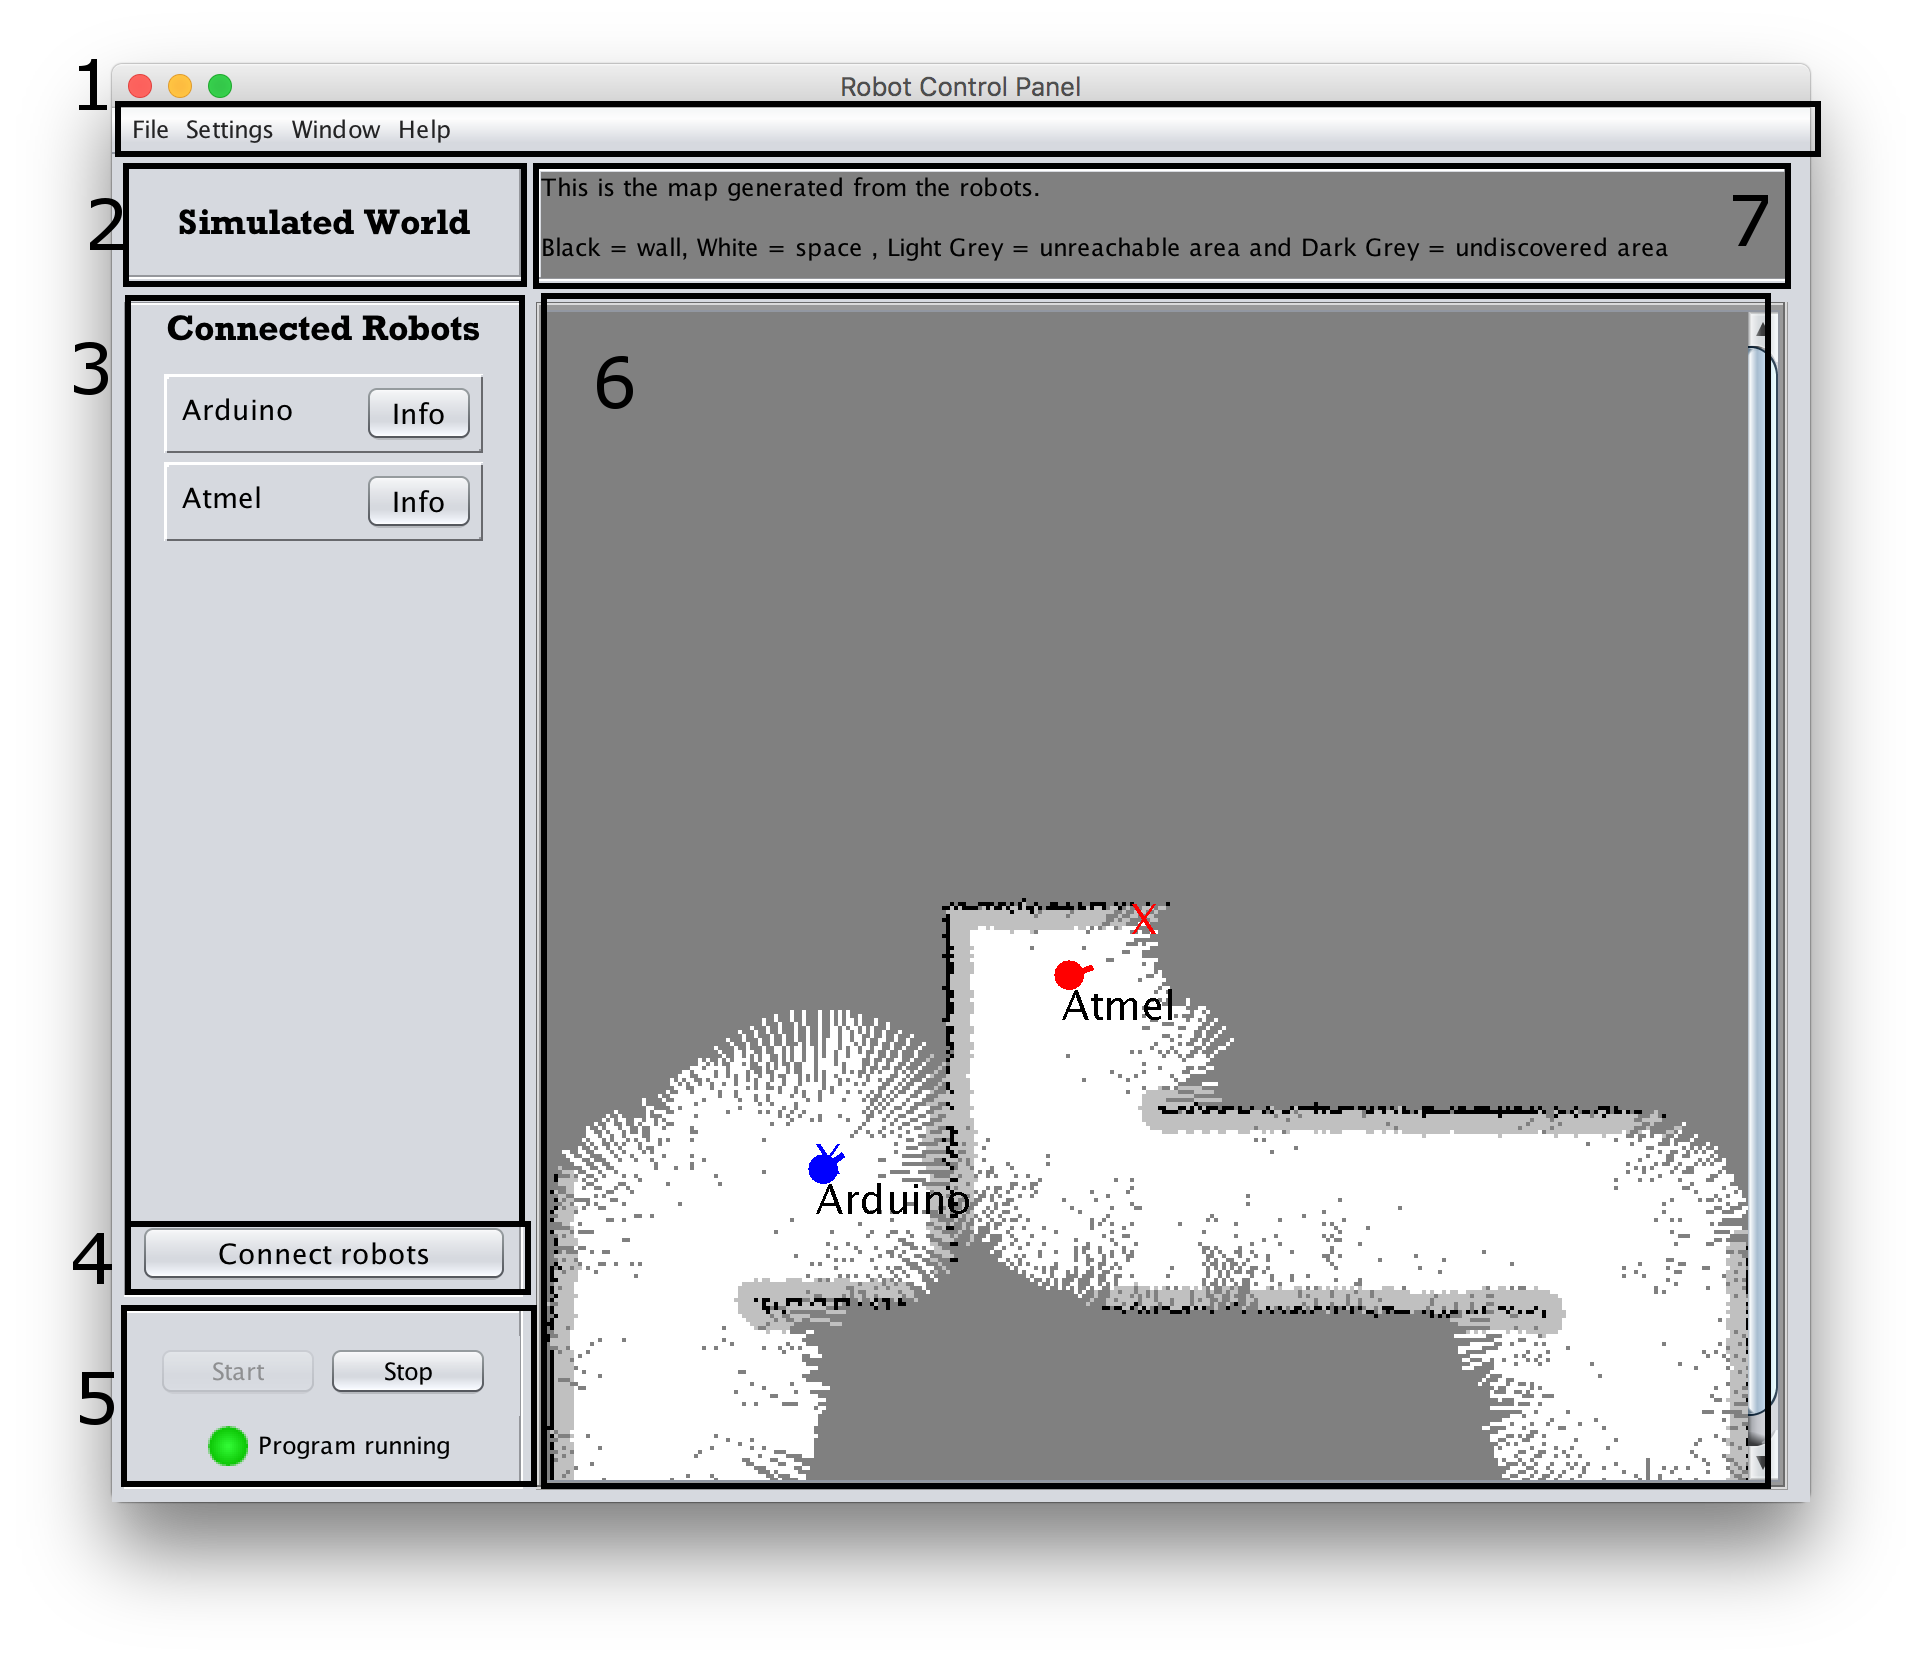 1
Robot Control Panel
File Settings Window Help
2
Simulated World
This is the map generated from the robots.
Black = wall, White = space , Light Grey = unreachable area and Dark Grey = undiscovered area
7
3
Connected Robots
Arduino Info
Atmel Info
6
X
Atmel
X
Arduino
4
Connect robots
5
Start Stop
Program running